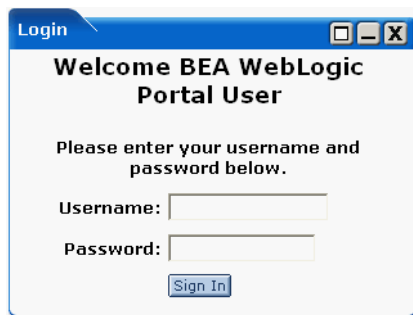 Login
Welcome BEA WebLogic
Portal User
Please enter your username and
password below.
Username:
Password:
Sign In